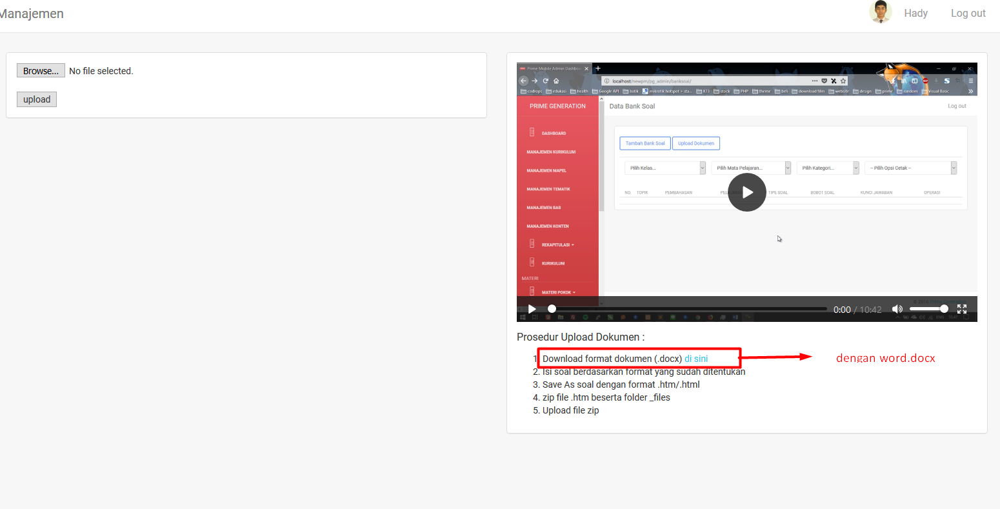 Manajemen
Hady
Log out
Browse...
No file selected.
upload
Prime Mobile Admus Dashbo
localhost/newpm/pg_admin/banksoal/
codrops
edukasi
health
Google API
batik
mikrotik hotspot > sta...
K13
stock
PHP
theme
beli
download film
website
design
prime
random
Visual Basic
PRIME GENERATION
Data Bank Soal
Log out
DASHBOARD
MANAJEMEN KURIKULUM
MANAJEMEN MAPEL
MANAJEMEN TEMATIK
MANAJEMEN BAB
MANAJEMEN KONTEN
REKAPITULASI
KURIKULUM
MATERI
MATERI POKOK
Tambah Bank Soal
Upload Dokumen
Pilih Kelas...
Pilih Mata Pelajaran...
Pilih Kategori...
-- Pilih Opsi Cetak --
NO.
TOPIK
PEMBAHASAN
TIPE SOAL
BOBOT SOAL
KUNCI JAWABAN
OPERASI
0:00 / 10:42
Prosedur Upload Dokumen :
1. Download format dokumen (.docx) di sini
dengan word.docx
2. Isi soal berdasarkan format yang sudah ditentukan
3. Save As soal dengan format .htm/.html
4. zip file .htm beserta folder _files
5. Upload file zip